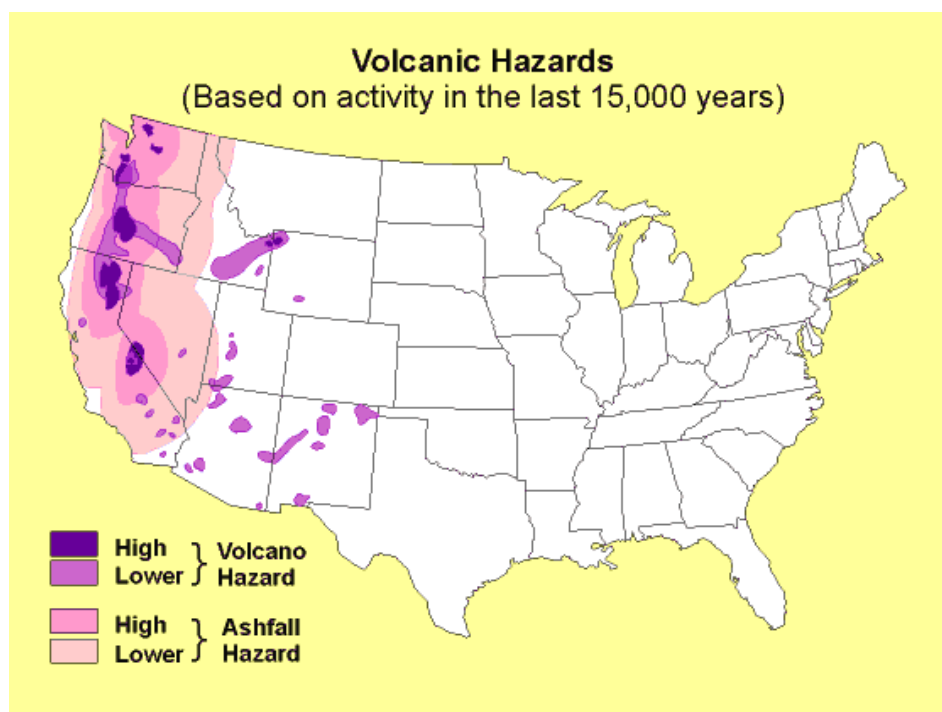 Volcanic Hazards
(Based on activity in the last 15,000 years)
High } Volcano
Lower Hazard
High } Ashfall
Lower Hazard